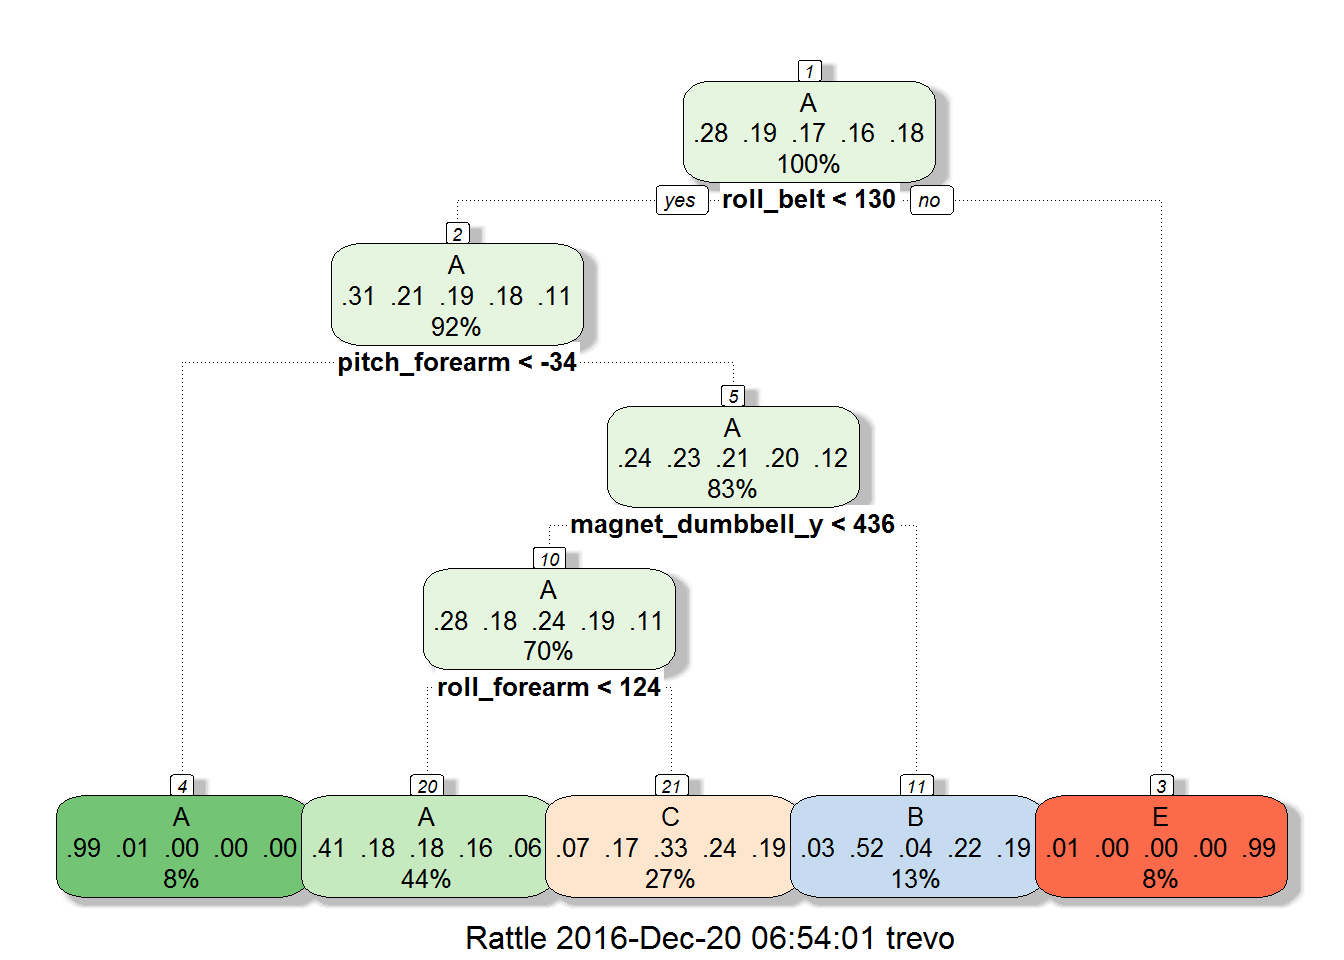 1
A
.28 .19 .17 .16 .18
100%
yes roll_belt < 130 no
2
A
.31 .21 .19 .18 .11
92%
pitch_forearm < -34
5
A
.24 .23 .21 .20 .12
83%
magnet_dumbbell_y < 436
10
A
.28 .18 .24 .19 .11
70%
roll_forearm < 124
4
A
.99 .01 .00 .00 .00
8%
20
A
.41 .18 .18 .16 .06
44%
21
C
.07 .17 .33 .24 .19
27%
11
B
.03 .52 .04 .22 .19
13%
3
E
.01 .00 .00 .00 .99
8%
Rattle 2016-Dec-20 06:54:01 trevo